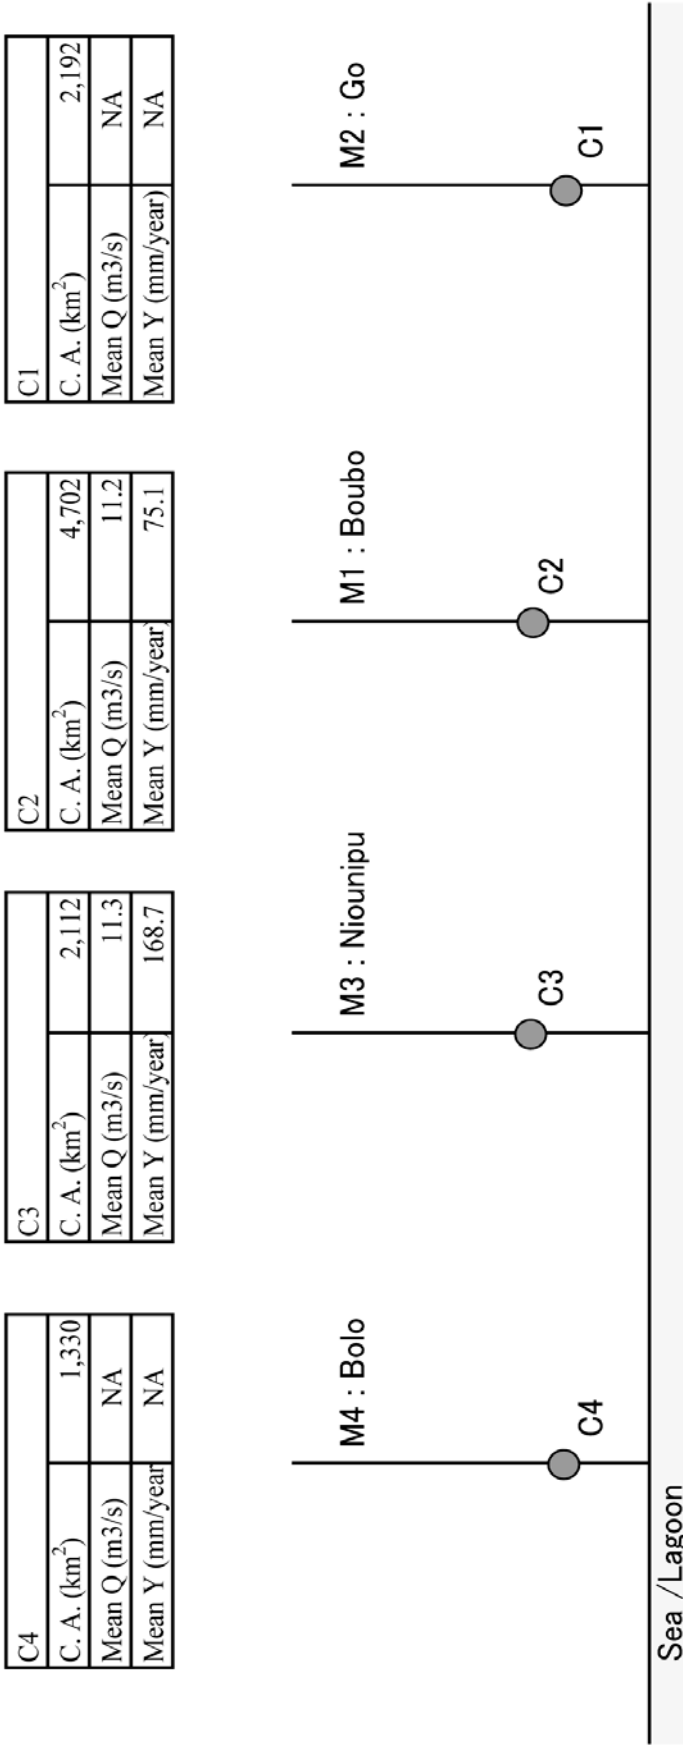 C4
C. A. (km²) 1,330
Mean Q (m3/s) NA
Mean Y (mm/year NA
C3
C. A. (km²) 2,112
Mean Q (m3/s) 11.3
Mean Y (mm/year) 168.7
C2
C. A. (km²) 4,702
Mean Q (m3/s) 11.2
Mean Y (mm/year) 75.1
C1
C. A. (km²) 2,192
Mean Q (m3/s) NA
Mean Y (mm/year) NA
M4 : Bolo
M3 : Niounipu
M1 : Boubo
M2 : Go
C4
C3
C2
C1
Sea /Lagoon